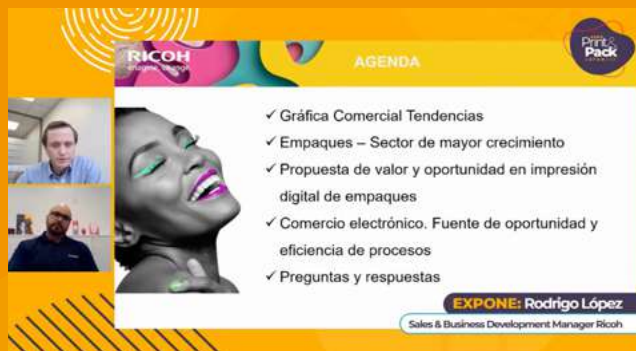 RICOH
imagine. change.
AGENDA
Print&
Pack
✓ Gráfica Comercial Tendencias
✓ Empaques – Sector de mayor crecimiento
✓ Propuesta de valor y oportunidad en impresión
digital de empaques
✓ Comercio electrónico. Fuente de oportunidad y
eficiencia de procesos
✓ Preguntas y respuestas
EXPONE: Rodrigo López
Sales & Business Development Manager Ricoh